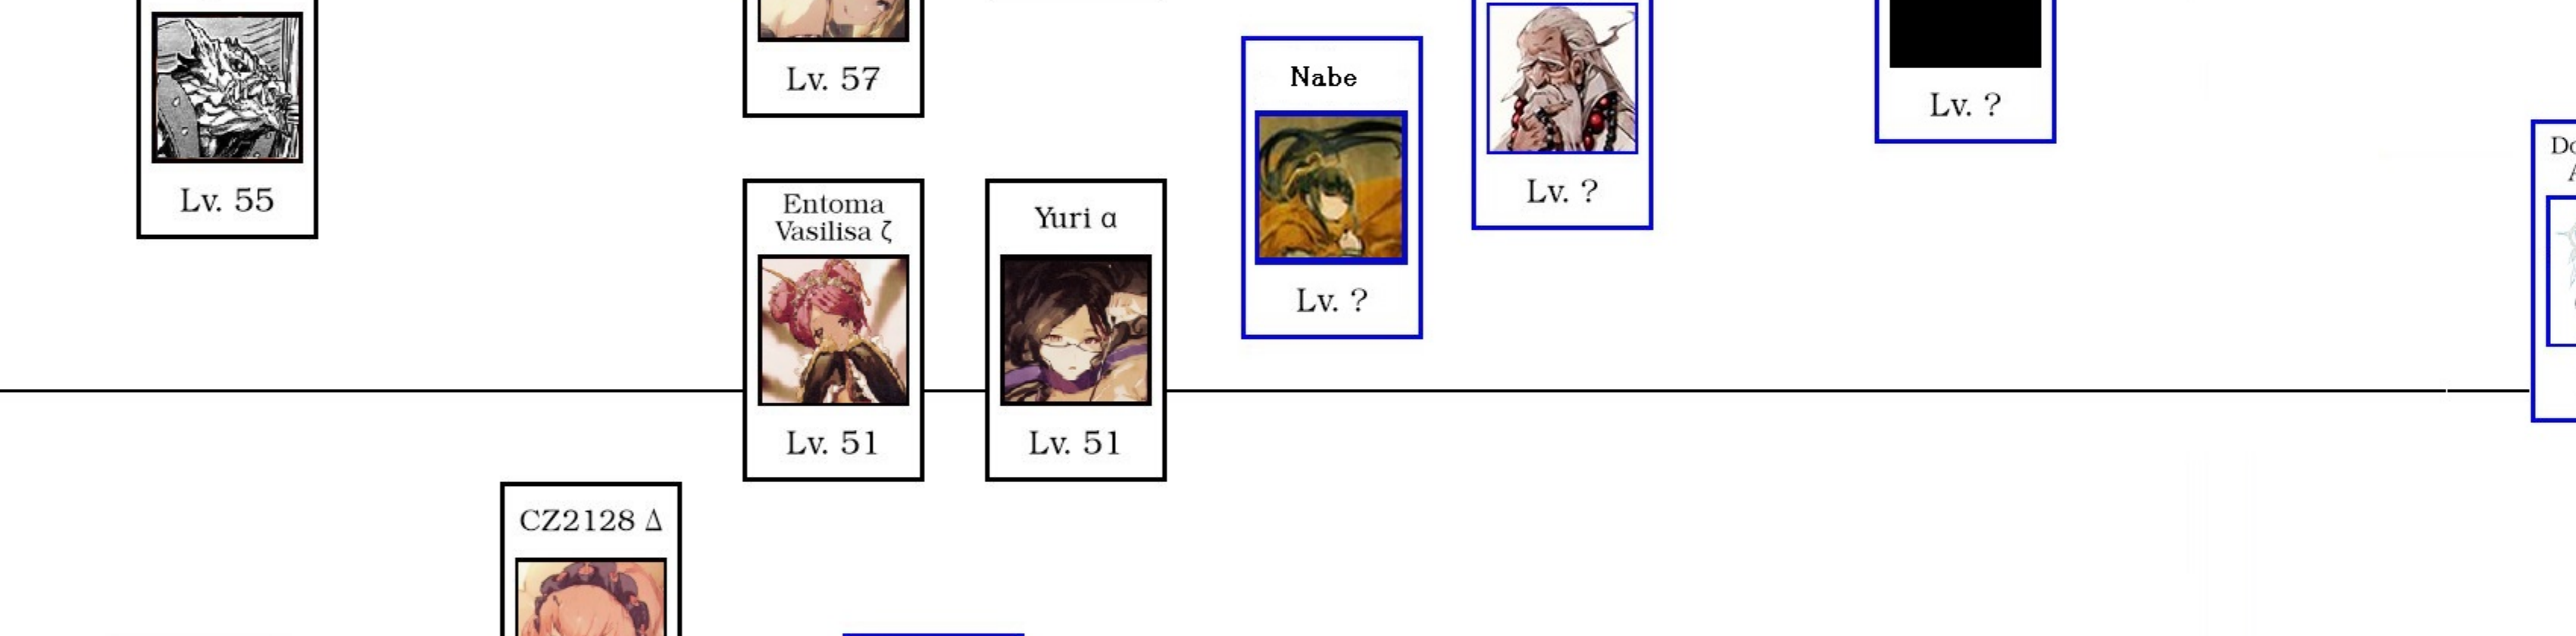 Lv. 55
Lv. 57
Entoma
Vasilisa ζ
Lv. 51
Yuri α
Lv. 51
Nabe
Lv. ?
Lv. ?
Lv. ?
CZ2128 Δ